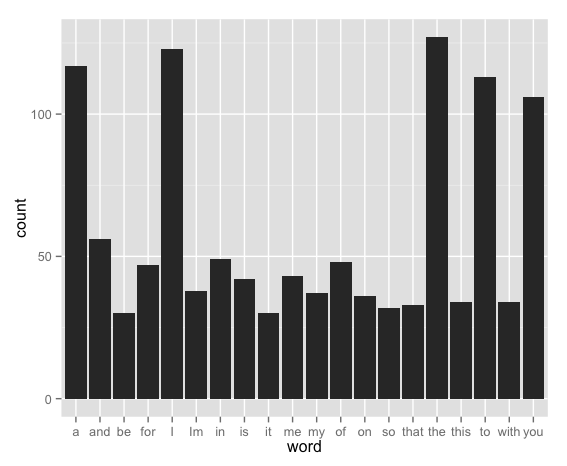 count
100
50
0
a and be for I Im in is it me my of on so that the this to with you
word